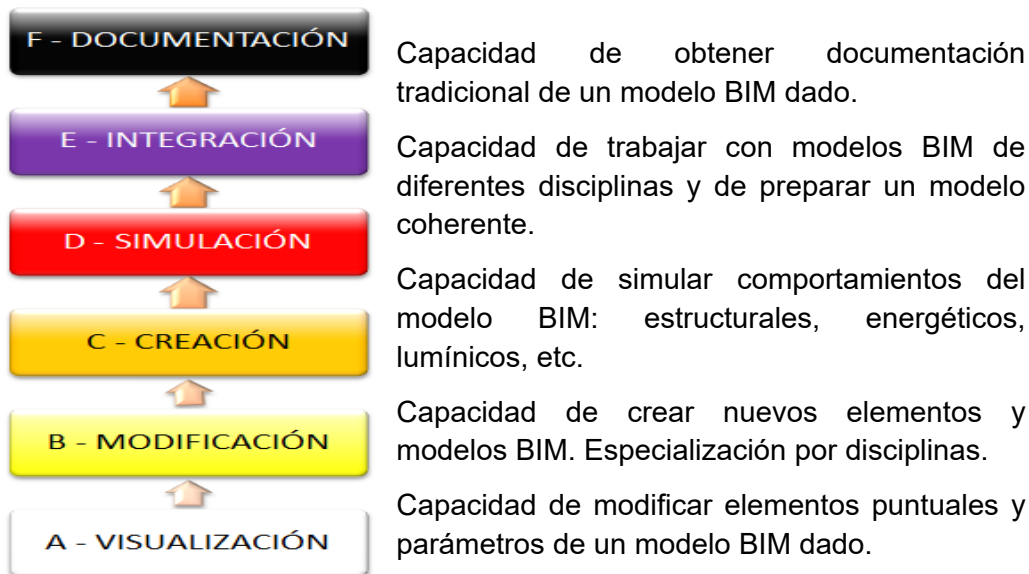 F - DOCUMENTACIÓN
Capacidad de obtener documentación
tradicional de un modelo BIM dado.
E - INTEGRACIÓN
Capacidad de trabajar con modelos BIM de
diferentes disciplinas y de preparar un modelo
coherente.
D - SIMULACIÓN
Capacidad de simular comportamientos del
modelo BIM: estructurales, energéticos,
lumínicos, etc.
C - CREACIÓN
Capacidad de crear nuevos elementos y
modelos BIM. Especialización por disciplinas.
B - MODIFICACIÓN
Capacidad de modificar elementos puntuales y
parámetros de un modelo BIM dado.
A - VISUALIZACIÓN